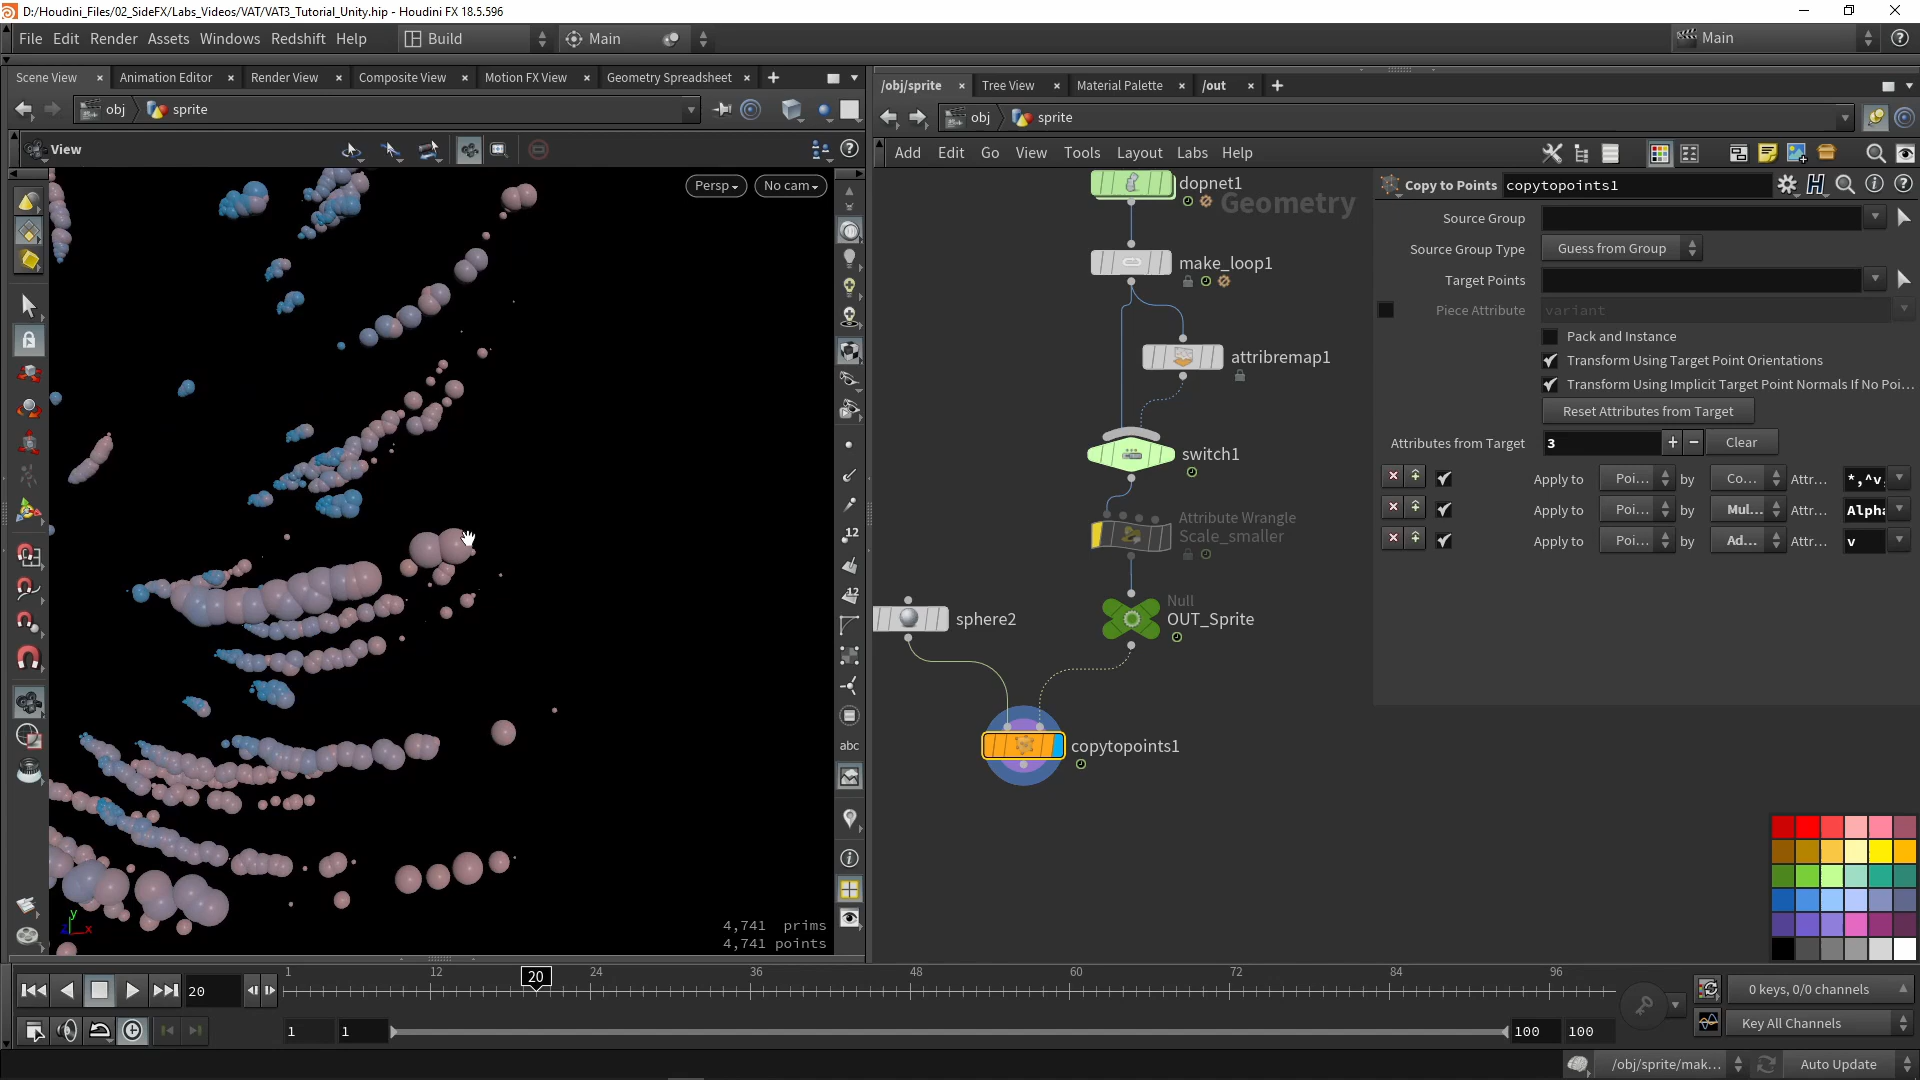 D:/Houdini_Files/02_SideFX/Labs_Videos/VAT/VAT3_Tutorial_Unity.hip - Houdini FX 18.5.596
File Edit Render Assets Windows Redshift Help
Build
Main
Main
Scene View
Animation Editor
Render View
Composite View
Motion FX View
Geometry Spreadsheet
obj
sprite
View
Persp
No cam
12
12
abc
4,741 prims
4,741 points
/obj/sprite
Tree View
Material Palette
/out
obj
sprite
Add Edit Go View Tools Layout Labs Help
Geometry
dopnet1
make_loop1
attribremap1
switch1
Attribute Wrangle
Scale_smaller
Null
OUT_Sprite
sphere2
copytopoints1
Copy to Points
copytopoints1
Source Group
Source Group Type
Guess from Group
Target Points
Piece Attribute
variant
Pack and Instance
Transform Using Target Point Orientations
Transform Using Implicit Target Point Normals If No Poi...
Reset Attributes from Target
Attributes from Target
3
Clear
Apply to Poi... by Co... Attr... *,^v
Apply to Poi... by Mul... Attr... Alpha
Apply to Poi... by Ad... Attr... v
1 12 20 24 36 48 60 72 84 96
20
0 keys, 0/0 channels
1 1 100 100
Key All Channels
/obj/sprite/mak...
Auto Update